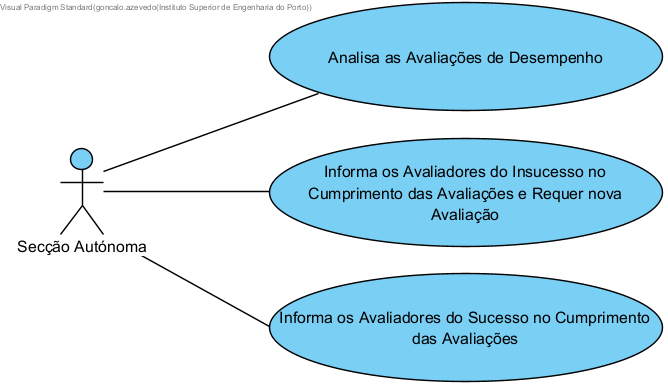 Visual Paradigm Standard(goncalo.azevedo(Instituto Superior de Engenharia do Porto))
Analisa as Avaliações de Desempenho
Informa os Avaliadores do Insucesso no
Cumprimento das Avaliações e Requer nova
Avaliação
Secção Autónoma
Informa os Avaliadores do Sucesso no Cumprimento
das Avaliações